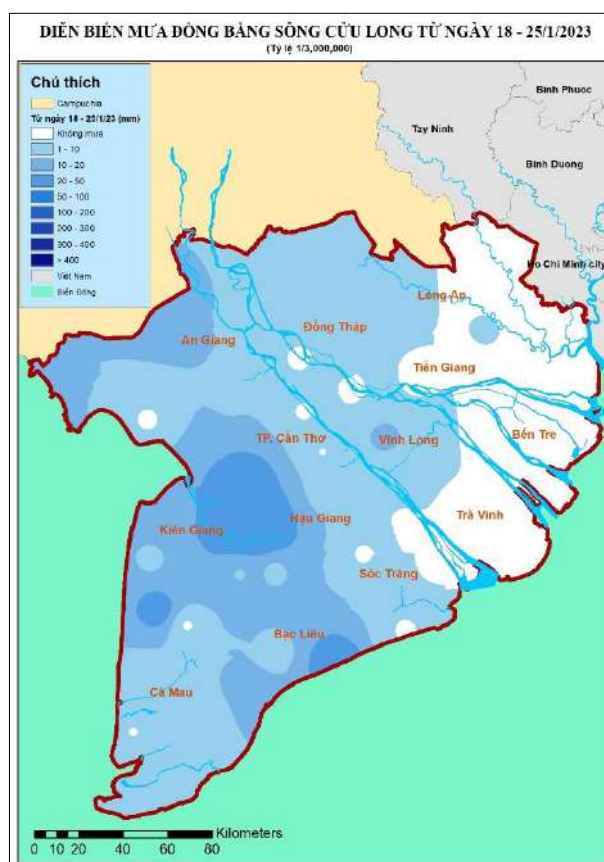 DIỄN BIẾN MƯA ĐỒNG BẰNG SÔNG CỬU LONG TỪ NGÀY 18 - 25/1/2023
(Tỷ lệ 1/3,000,000)
Chú thích
Campuchia
Từ ngày 18 - 25/1/23 (mm)
Không mưa
1 - 10
10 - 20
20 - 50
50 - 100
100 - 200
200 - 300
300 - 400
> 400
Việt Nam
Biển Đông
Bình Phuoc
Tay Ninh
Bình Duong
Ho Chi Minh city
Long An
Đồng Tháp
An Giang
Tiền Giang
TP. Cần Thơ
Vĩnh Long
Bến Tre
Kiên Giang
Hậu Giang
Trà Vinh
Sóc Trăng
Bạc Liêu
Cà Mau
Kilometers
0 5 10 20 40 60 80